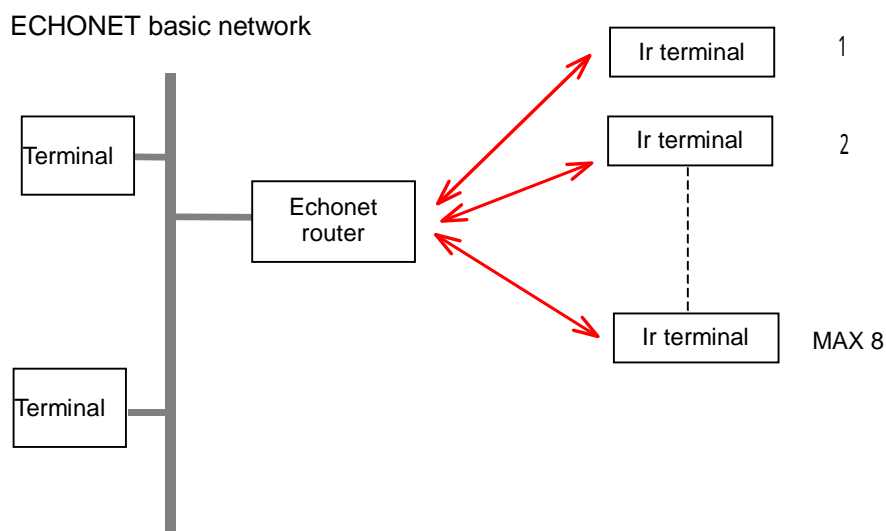 ECHONET basic network
Ir terminal
1
Terminal
Ir terminal
2
Echonet
router
Ir terminal
MAX 8
Terminal